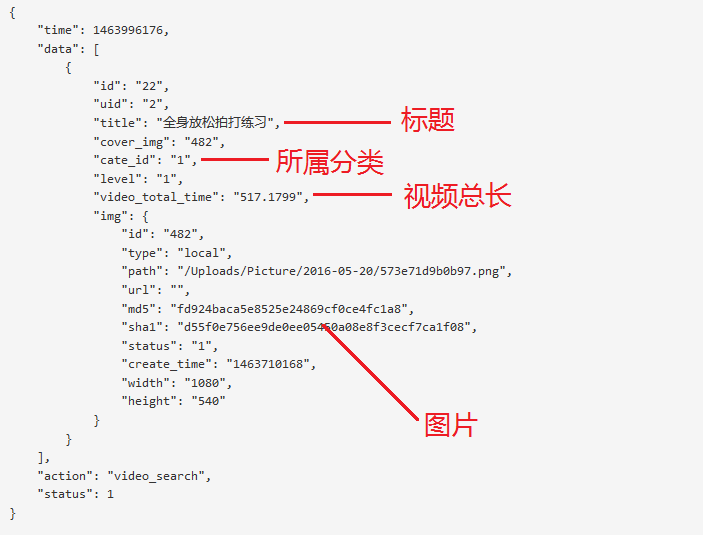 {
"time": 1463996176,
"data": [
{
"id": "22",
"uid": "2",
"title": "全身放松拍打练习", 标题
"cover_img": "482",
"cate_id": "1", 所属分类
"level": "1",
"video_total_time": "517.1799", 视频总长
"img": {
"id": "482",
"type": "local",
"path": "/Uploads/Picture/2016-05-20/573e71d9b0b97.png",
"url": "",
"md5": "fd924baca5e8525e24869cf0ce4fc1a8",
"sha1": "d55f0e756ee9de0ee05450a08e8f3cecf7ca1f08",
"status": "1",
"create_time": "1463710168",
"width": "1080",
"height": "540"
}
图片
}
],
"action": "video_search",
"status": 1
}